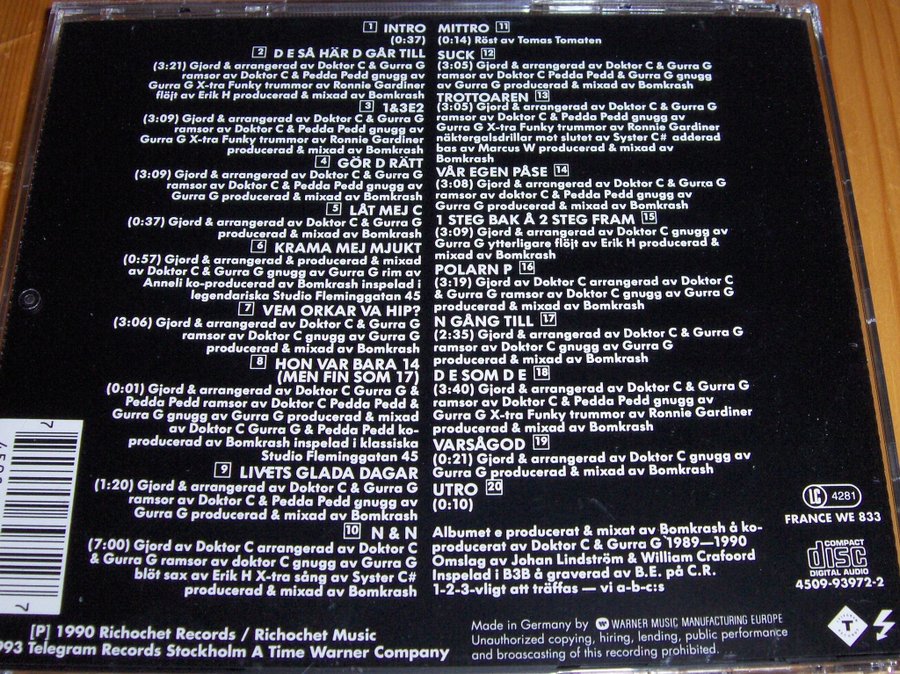 1 INTRO
(0:37)
2 D E SÅ HÄR D GÅR TILL
(3:21) Gjord & arrangerad av Doktor C & Gurra G
ramsor av Doktor C & Pedda Pedd gnugg av
Gurra G X-tra Funky trummor av Ronnie Gardiner
flöjt av Erik H producerad & mixad av Bomkrash
3 1&3E2
(3:09) Gjord & arrangerad av Doktor C & Gurra G
ramsor av Doktor C & Pedda Pedd gnugg av
Gurra G X-tra Funky trummor av Ronnie Gardiner
producerad & mixad av Bomkrash
4 GÖR D RÄTT
(3:09) Gjord & arrangerad av Doktor C & Gurra G
ramsor av Doktor C & Pedda Pedd gnugg av
Gurra G producerad & mixad av Bomkrash
5 LÅT MEJ C
(0:37) Gjord & arrangerad av Doktor C & Gurra G
producerad & mixad av Bomkrash
6 KRAMA MEJ MJUKT
(0:57) Gjord & arrangerad & producerad & mixad
av Doktor C & Gurra G gnugg av Gurra G rim av
Anneli ko-producerad av Bomkrash inspelad i
legendariska Studio Fleminggatan 45
7 VEM ORKAR VA HIP?
(3:06) Gjord & arrangerad av Doktor C & Gurra G
ramsor av Doktor C gnugg av Gurra G
producerad & mixad av Bomkrash
8 HON VAR BARA 14
(MEN FIN SOM 17)
(0:01) Gjord & arrangerad av Doktor C Gurra G &
Pedda Pedd ramsor av Doktor C Pedda Pedd &
Gurra G gnugg av Gurra G producerad & mixad
av Doktor C Gurra G & Pedda Pedd ko-
producerad av Bomkrash inspelad i klassiska
Studio Fleminggatan 45
9 LIVETS GLADA DAGAR
(1:20) Gjord & arrangerad av Doktor C & Gurra G
ramsor av Doktor C & Pedda Pedd gnugg av
Gurra G producerad & mixad av Bomkrash
10 N & N
(7:00) Gjord av Doktor C arrangerad av Doktor C
& Gurra G ramsor av doktor C gnugg av Gurra G
blöt sax av Erik H X-tra sång av Syster C#
producerad & mixad av Bomkrash
MITTRO 11
(0:14) Röst av Tomas Tomaten
SUCK 12
(3:05) Gjord & arrangerad av Doktor C & Gurra G
ramsor av Doktor C Pedda Pedd & Gurra G gnugg
av Gurra G producerad & mixad av Bomkrash
TROTTOAREN 13
(3:05) Gjord & arrangerad av Doktor C & Gurra G
ramsor av Doktor C & Pedda Pedd gnugg av
Gurra G X-tra Funky trummor av Ronnie Gardiner
näktergalsdrillar mot slutet av Syster C# adderad
bas av Marcus W producerad & mixad av
Bomkrash
VÅR EGEN PÅSE 14
(3:08) Gjord & arrangerad av Doktor C & Gurra G
ramsor av doktor C & Pedda Pedd gnugg av
Gurra G producerad & mixad av Bomkrash
1 STEG BAK Å 2 STEG FRAM 15
(3:09) Gjord & arrangerad av Doktor C gnugg av
Gurra G ytterligare flöjt av Erik H producerad &
mixad av Bomkrash
POLARN P 16
(3:19) Gjord av Doktor C arrangerad av Doktor C
& Gurra G ramsor av Doktor C gnugg av Gurra G
producerad & mixad av Bomkrash
N GÅNG TILL 17
(2:35) Gjord & arrangerad av Doktor C & Gurra G
ramsor av Doktor C gnugg av Gurra G
producerad & mixad av Bomkrash
D E SOM D E 18
(3:40) Gjord & arrangerad av Doktor C & Gurra G
ramsor av Doktor C & Pedda Pedd gnugg av
Gurra G X-tra Funky trummor av Ronnie Gardiner
producerad & mixad av Bomkrash
VARSÅGOD 19
(0:21) Gjord & arrangerad av Doktor C gnugg av
Gurra G producerad & mixad av Bomkrash
UTRO 20
(0:10)
Albumet e producerat & mixat av Bomkrash å ko-
producerat av Doktor C & Gurra G 1989—1990
Omslag av Johan Lindström & William Crafoord
Inspelad i B3B å graverad av B.E. på C.R.
1-2-3-vligt att träffas — vi a-b-c:s
LC 4281
FRANCE WE 833
COMPACT
disc
DIGITAL AUDIO
4509-93972-2
[P] 1990 Richochet Records / Richochet Music
993 Telegram Records Stockholm A Time Warner Company
Made in Germany by WARNER MUSIC MANUFACTURING EUROPE
Unauthorized copying, hiring, lending, public performance
and broadcasting of this recording prohibited.
T